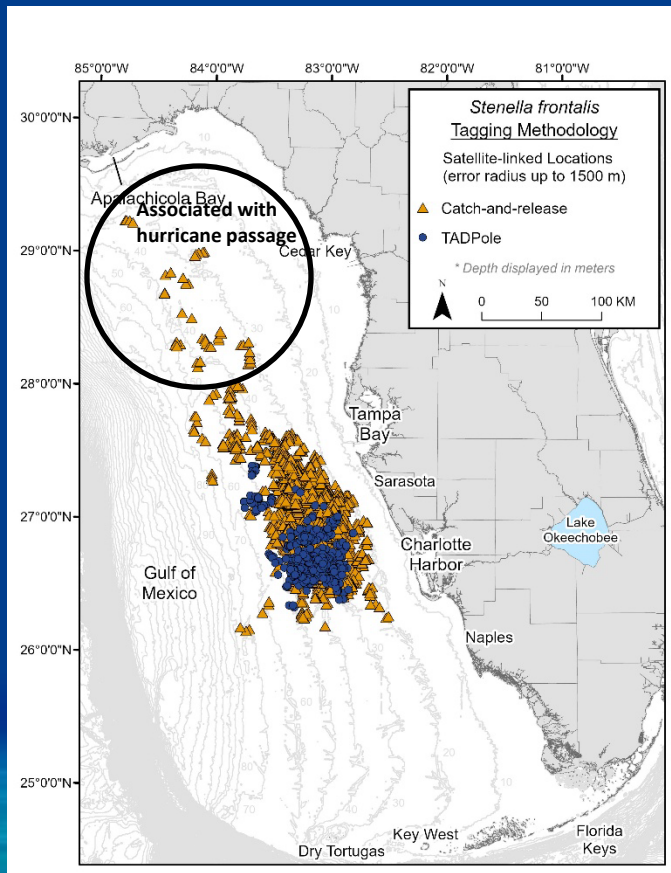 85°0'0"W 84°0'0"W 83°0'0"W 82°0'0"W 81°0'0"W
30°0'0"N
29°0'0"N
28°0'0"N
27°0'0"N
26°0'0"N
25°0'0"N
Stenella frontalis
Tagging Methodology
Satellite-linked Locations
(error radius up to 1500 m)
Catch-and-release
TADPole
* Depth displayed in meters
N
0 50 100 KM
Apalachicola Bay
Associated with
hurricane passage
Cedar Key
Tampa
Bay
Sarasota
Lake
Okeechobee
Charlotte
Harbor
Gulf of
Mexico
Naples
Key West
Florida
Keys
Dry Tortugas